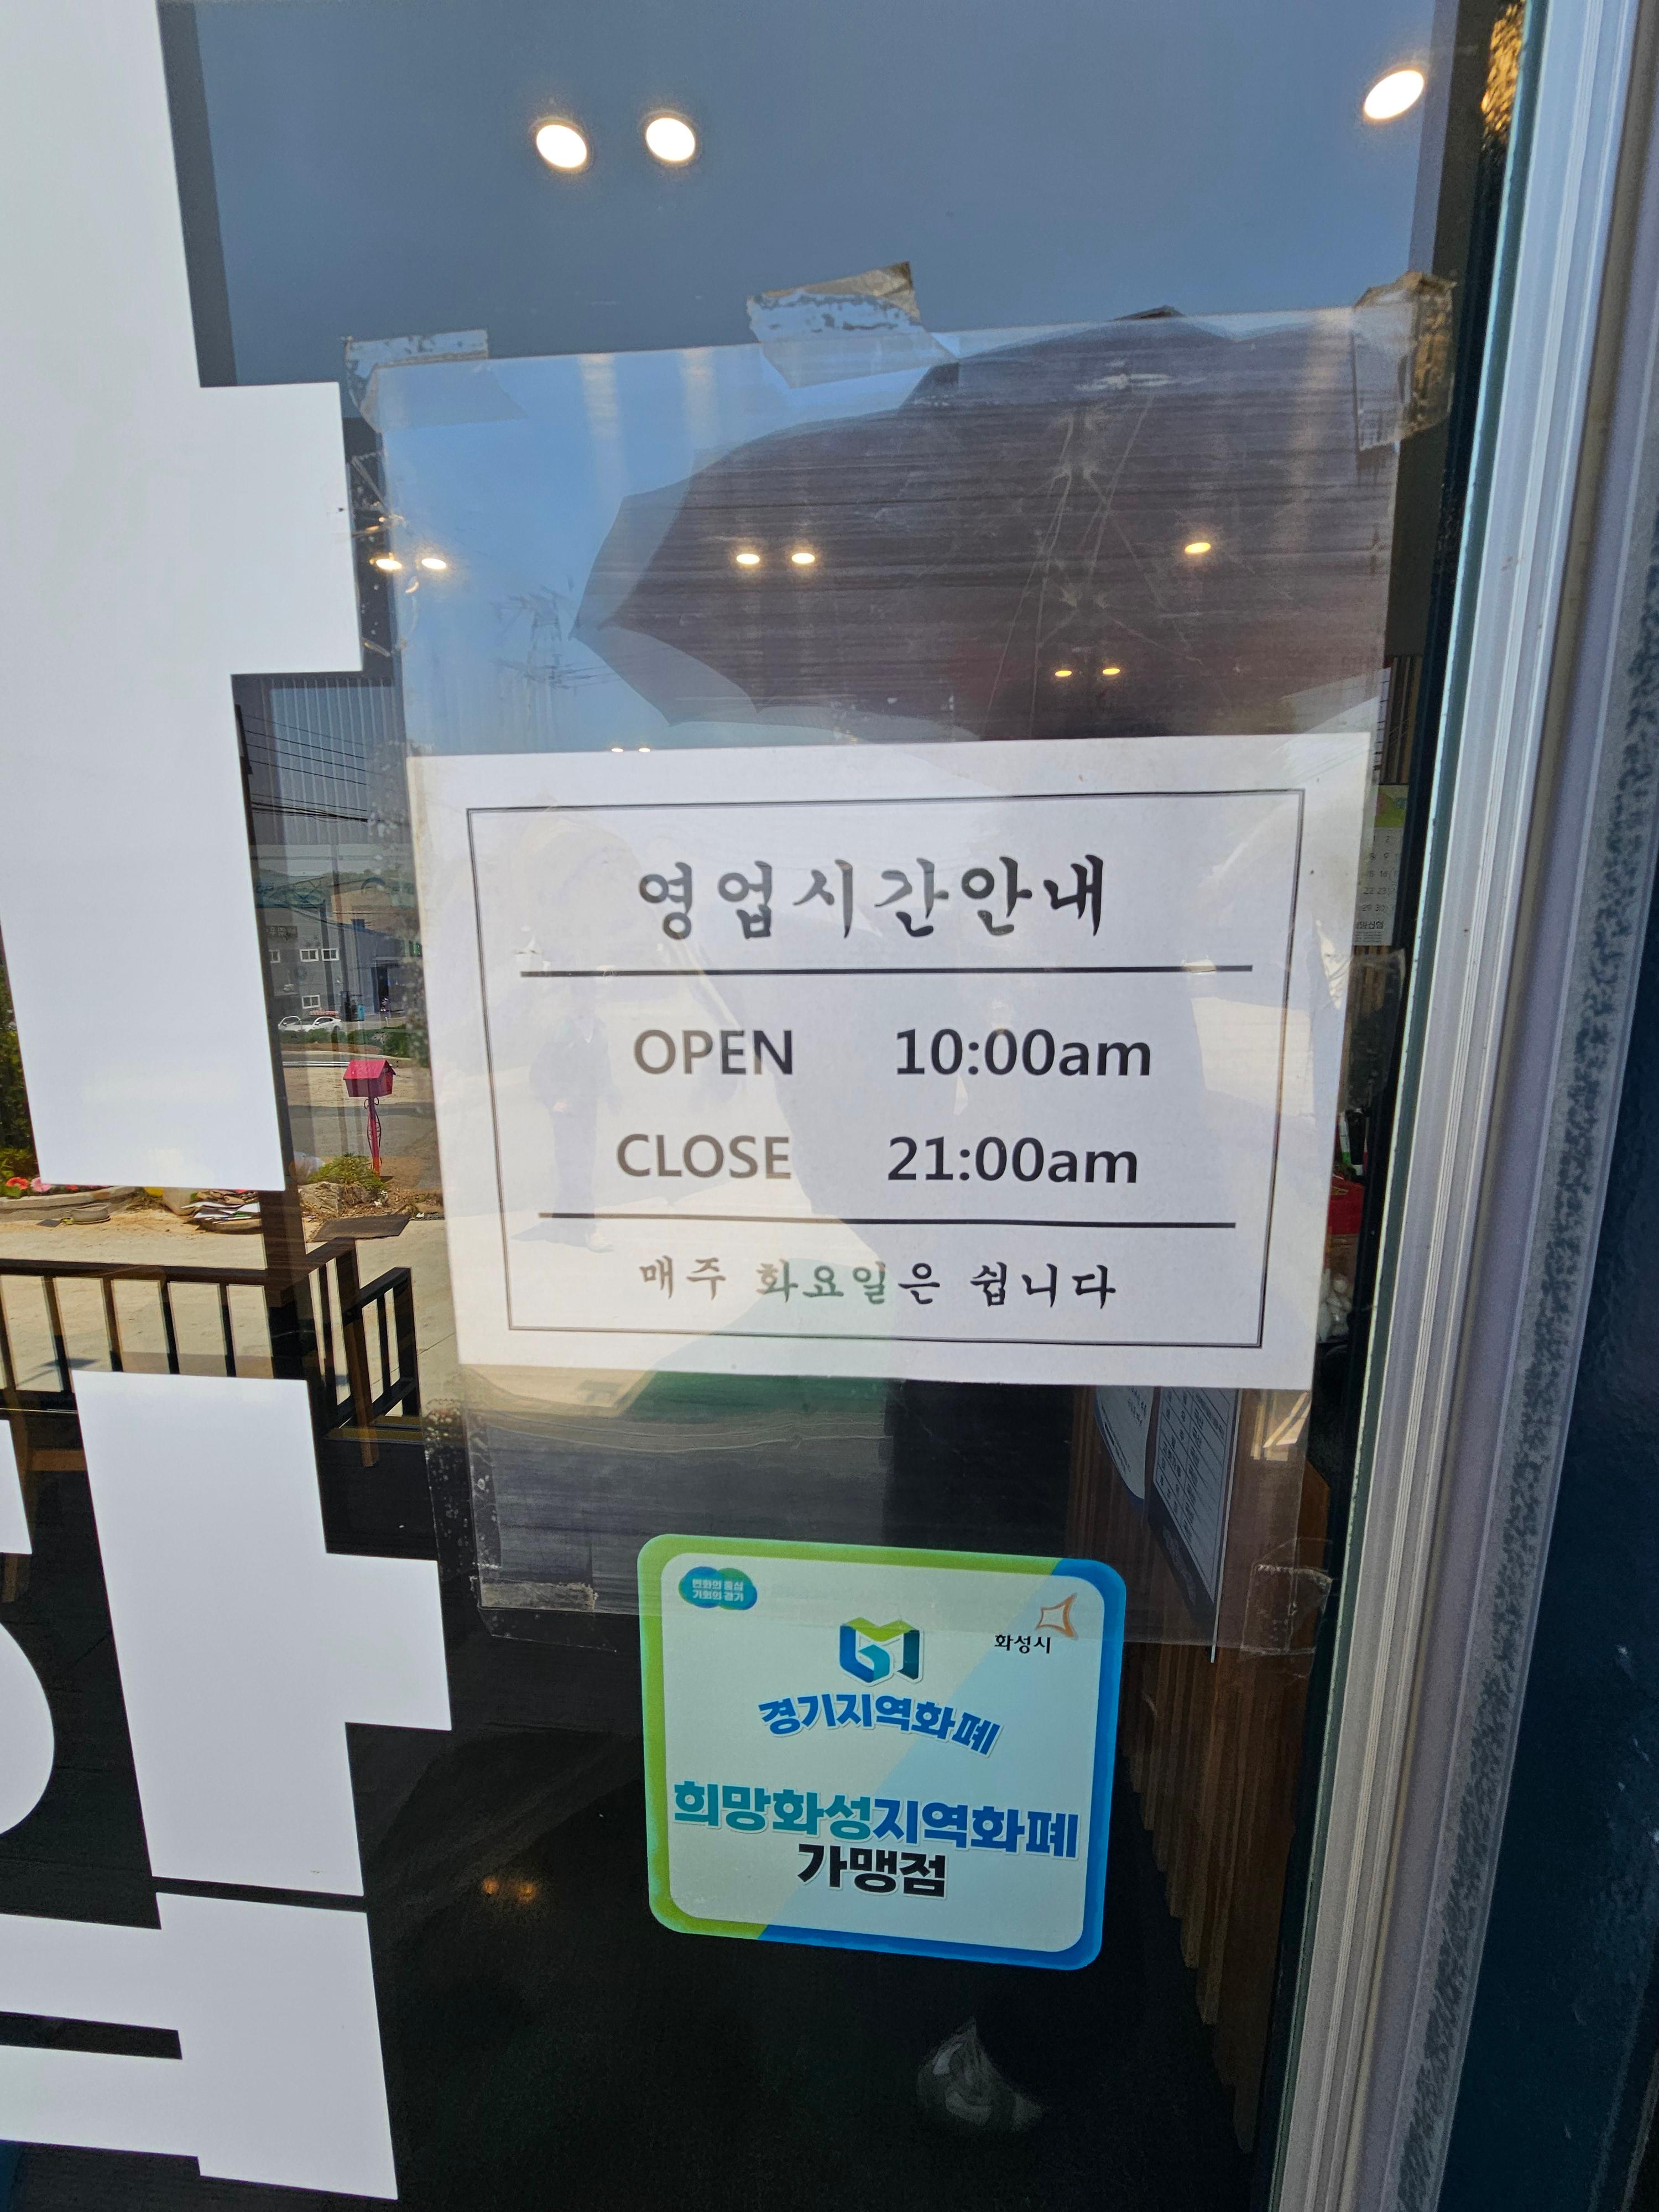 영업시간안내
OPEN 10:00am
CLOSE 21:00am
매주 화요일은 쉽니다
변화의 중심
기회의 경기
화성시
경기지역화폐
희망화성지역화폐
가맹점